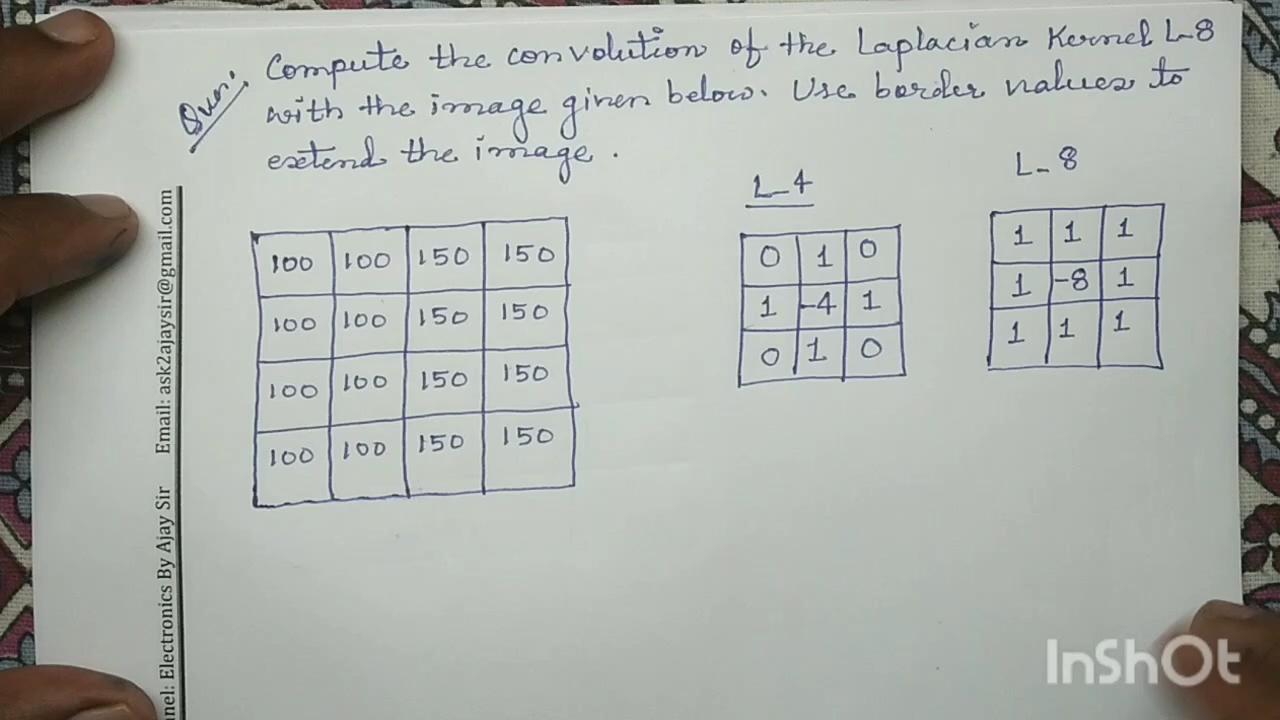 Qun:
Compute the convolution of the Laplacian Kernel L-8
with the image given below. Use border values to
extend the image.
L-4
L-8
100 100 150 150
100 100 150 150
100 100 150 150
100 100 150 150
0 1 0
1 -4 1
0 1 0
1 1 1
1 -8 1
1 1 1
nel: Electronics By Ajay Sir Email: ask2ajaysir@gmail.com
InShOt